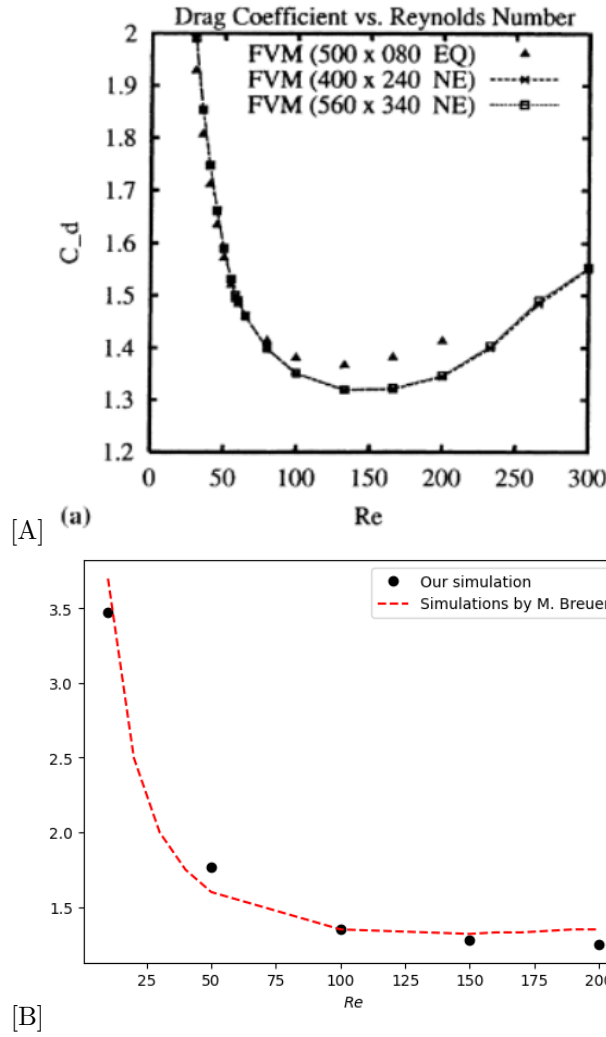 Drag Coefficient vs. Reynolds Number
2
FVM (500 x 080 EQ)
FVM (400 x 240 NE)
1.9
FVM (560 x 340 NE)
1.8
1.7
C_d
1.6
1.5
1.4
1.3
1.2
0 50 100 150 200 250 300
(a) Re
[A]
Our simulation
Simulations by M. Breuer
3.5
3.0
2.5
2.0
1.5
25 50 75 100 125 150 175 200
Re
[B]